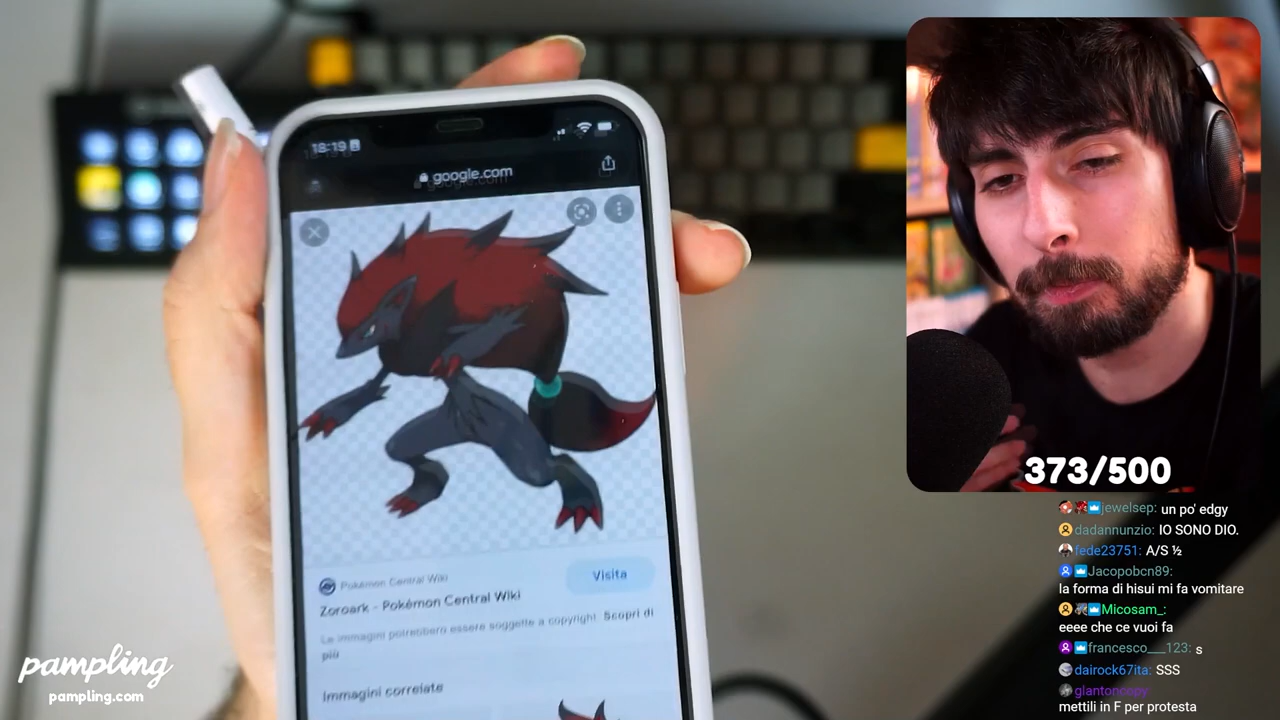 18:19
google.com
Pokémon Central Wiki
Visita
Zoroark - Pokémon Central Wiki
Le immagini potrebbero essere soggette a copyright. Scopri di
più
Immagini correlate
pampling
pampling.com
373/500
jewelsep: un po' edgy
dadannunzio: IO SONO DIO.
fede23751: A/S ½
Jacopobcn89:
la forma di hisui mi fa vomitare
Micosam_:
eeee che ce vuoi fa
francesco___123: s
dairock67ita: SSS
glantoncopy
mettili in F per protesta